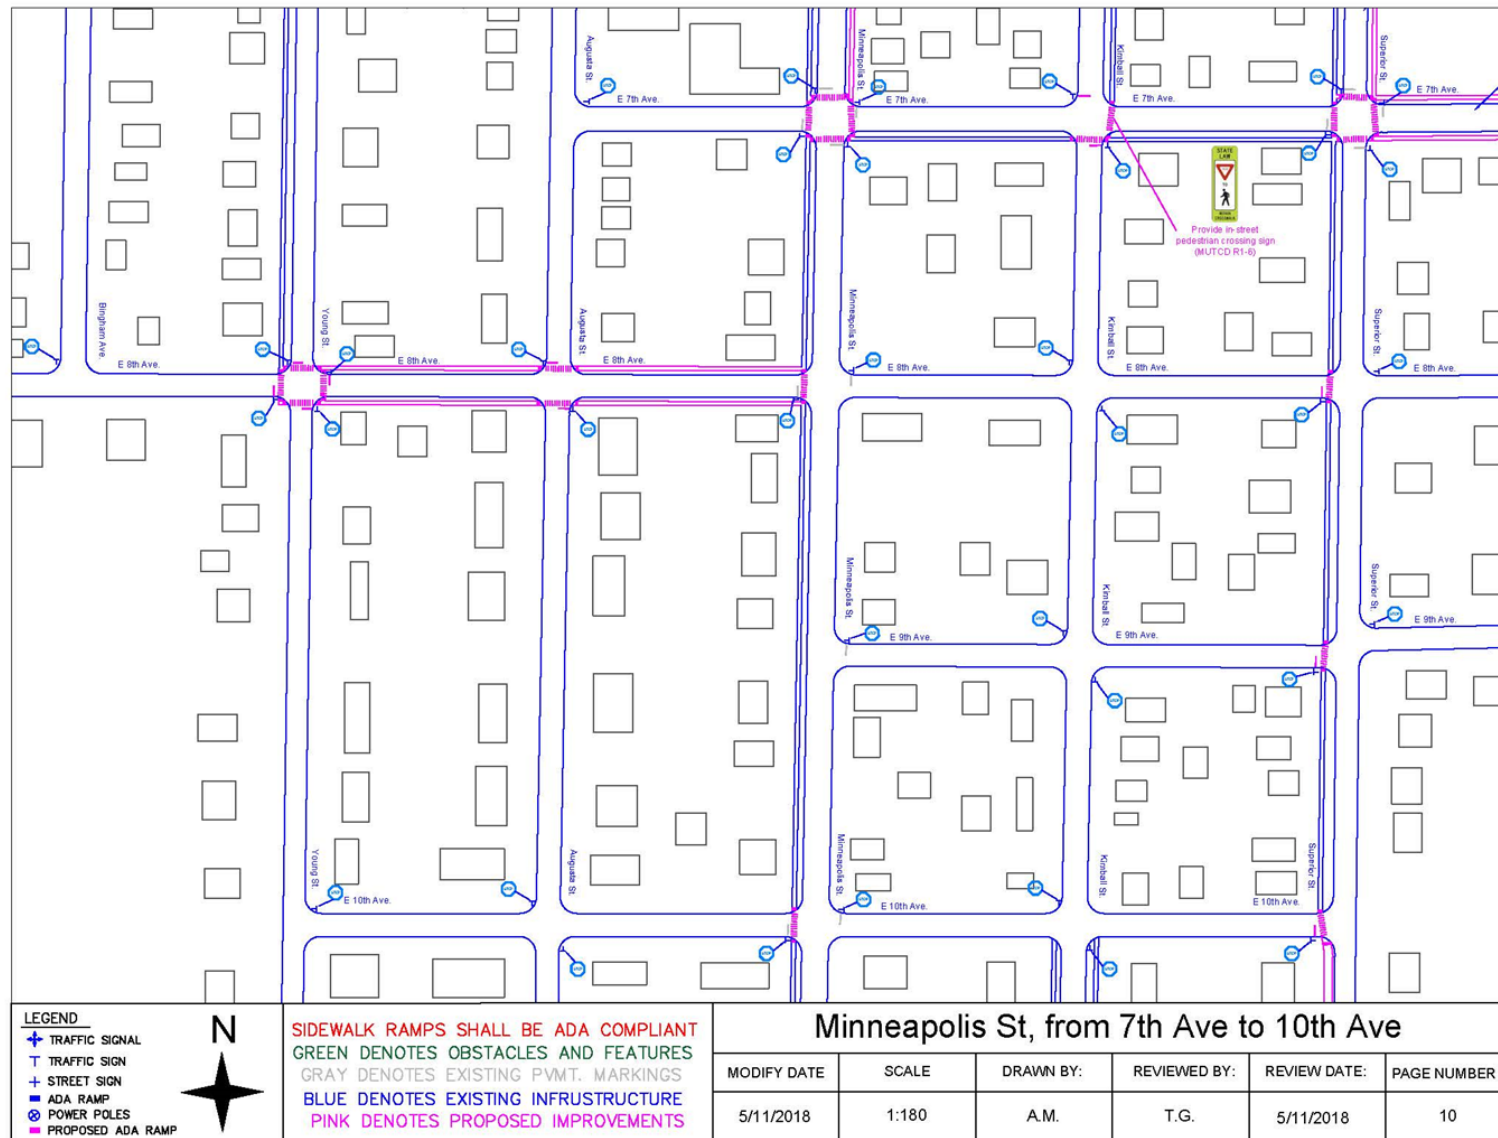 Augusta St.
Minneapolis St.
Kimball St.
Superior St.
E 7th Ave.
E 7th Ave.
E 7th Ave.
E 7th Ave.
STATE
LAW
TO
Provide in-street
pedestrian crossing sign
(MUTCD R1-6)
Bingham Ave.
Young St.
Augusta St.
Minneapolis St.
Kimball St.
Superior St.
E 8th Ave.
E 8th Ave.
E 8th Ave.
E 8th Ave.
E 8th Ave.
E 8th Ave.
Minneapolis St.
Kimball St.
Superior St.
E 9th Ave.
E 9th Ave.
E 9th Ave.
Young St.
Augusta St.
Minneapolis St.
Kimball St.
Superior St.
E 10th Ave.
E 10th Ave.
E 10th Ave.
LEGEND
TRAFFIC SIGNAL
TRAFFIC SIGN
STREET SIGN
ADA RAMP
POWER POLES
PROPOSED ADA RAMP
N
SIDEWALK RAMPS SHALL BE ADA COMPLIANT
GREEN DENOTES OBSTACLES AND FEATURES
GRAY DENOTES EXISTING PVMT. MARKINGS
BLUE DENOTES EXISTING INFRUSTRUCTURE
PINK DENOTES PROPOSED IMPROVEMENTS
Minneapolis St, from 7th Ave to 10th Ave
MODIFY DATE SCALE DRAWN BY: REVIEWED BY: REVIEW DATE: PAGE NUMBER
5/11/2018 1:180 A.M. T.G. 5/11/2018 10